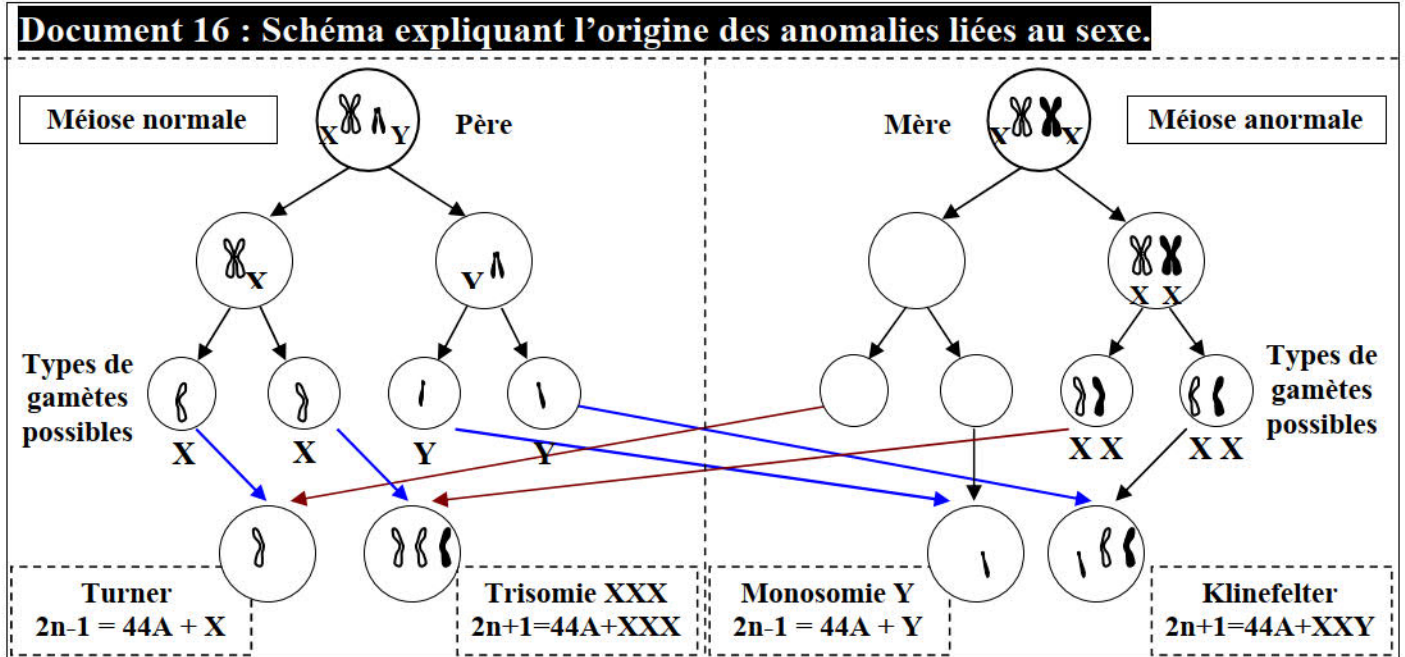 Document 16 : Schéma expliquant l'origine des anomalies liées au sexe.
Méiose normale
X Y
Père
Mère
X X
Méiose anormale
X
Y
X X
Types de
gamètes
possibles
X
X
Y
Y
X X
X X
Types de
gamètes
possibles
Turner
2n-1 = 44A + X
Trisomie XXX
2n+1=44A+XXX
Monosomie Y
2n-1 = 44A + Y
Klinefelter
2n+1=44A+XXY